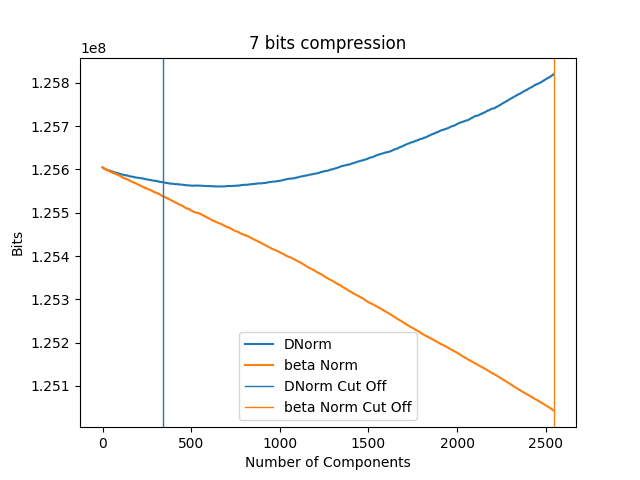 7 bits compression
1e8
1.258
1.257
1.256
1.255
1.254
1.253
1.252
1.251
Bits
DNorm
beta Norm
DNorm Cut Off
beta Norm Cut Off
0 500 1000 1500 2000 2500
Number of Components